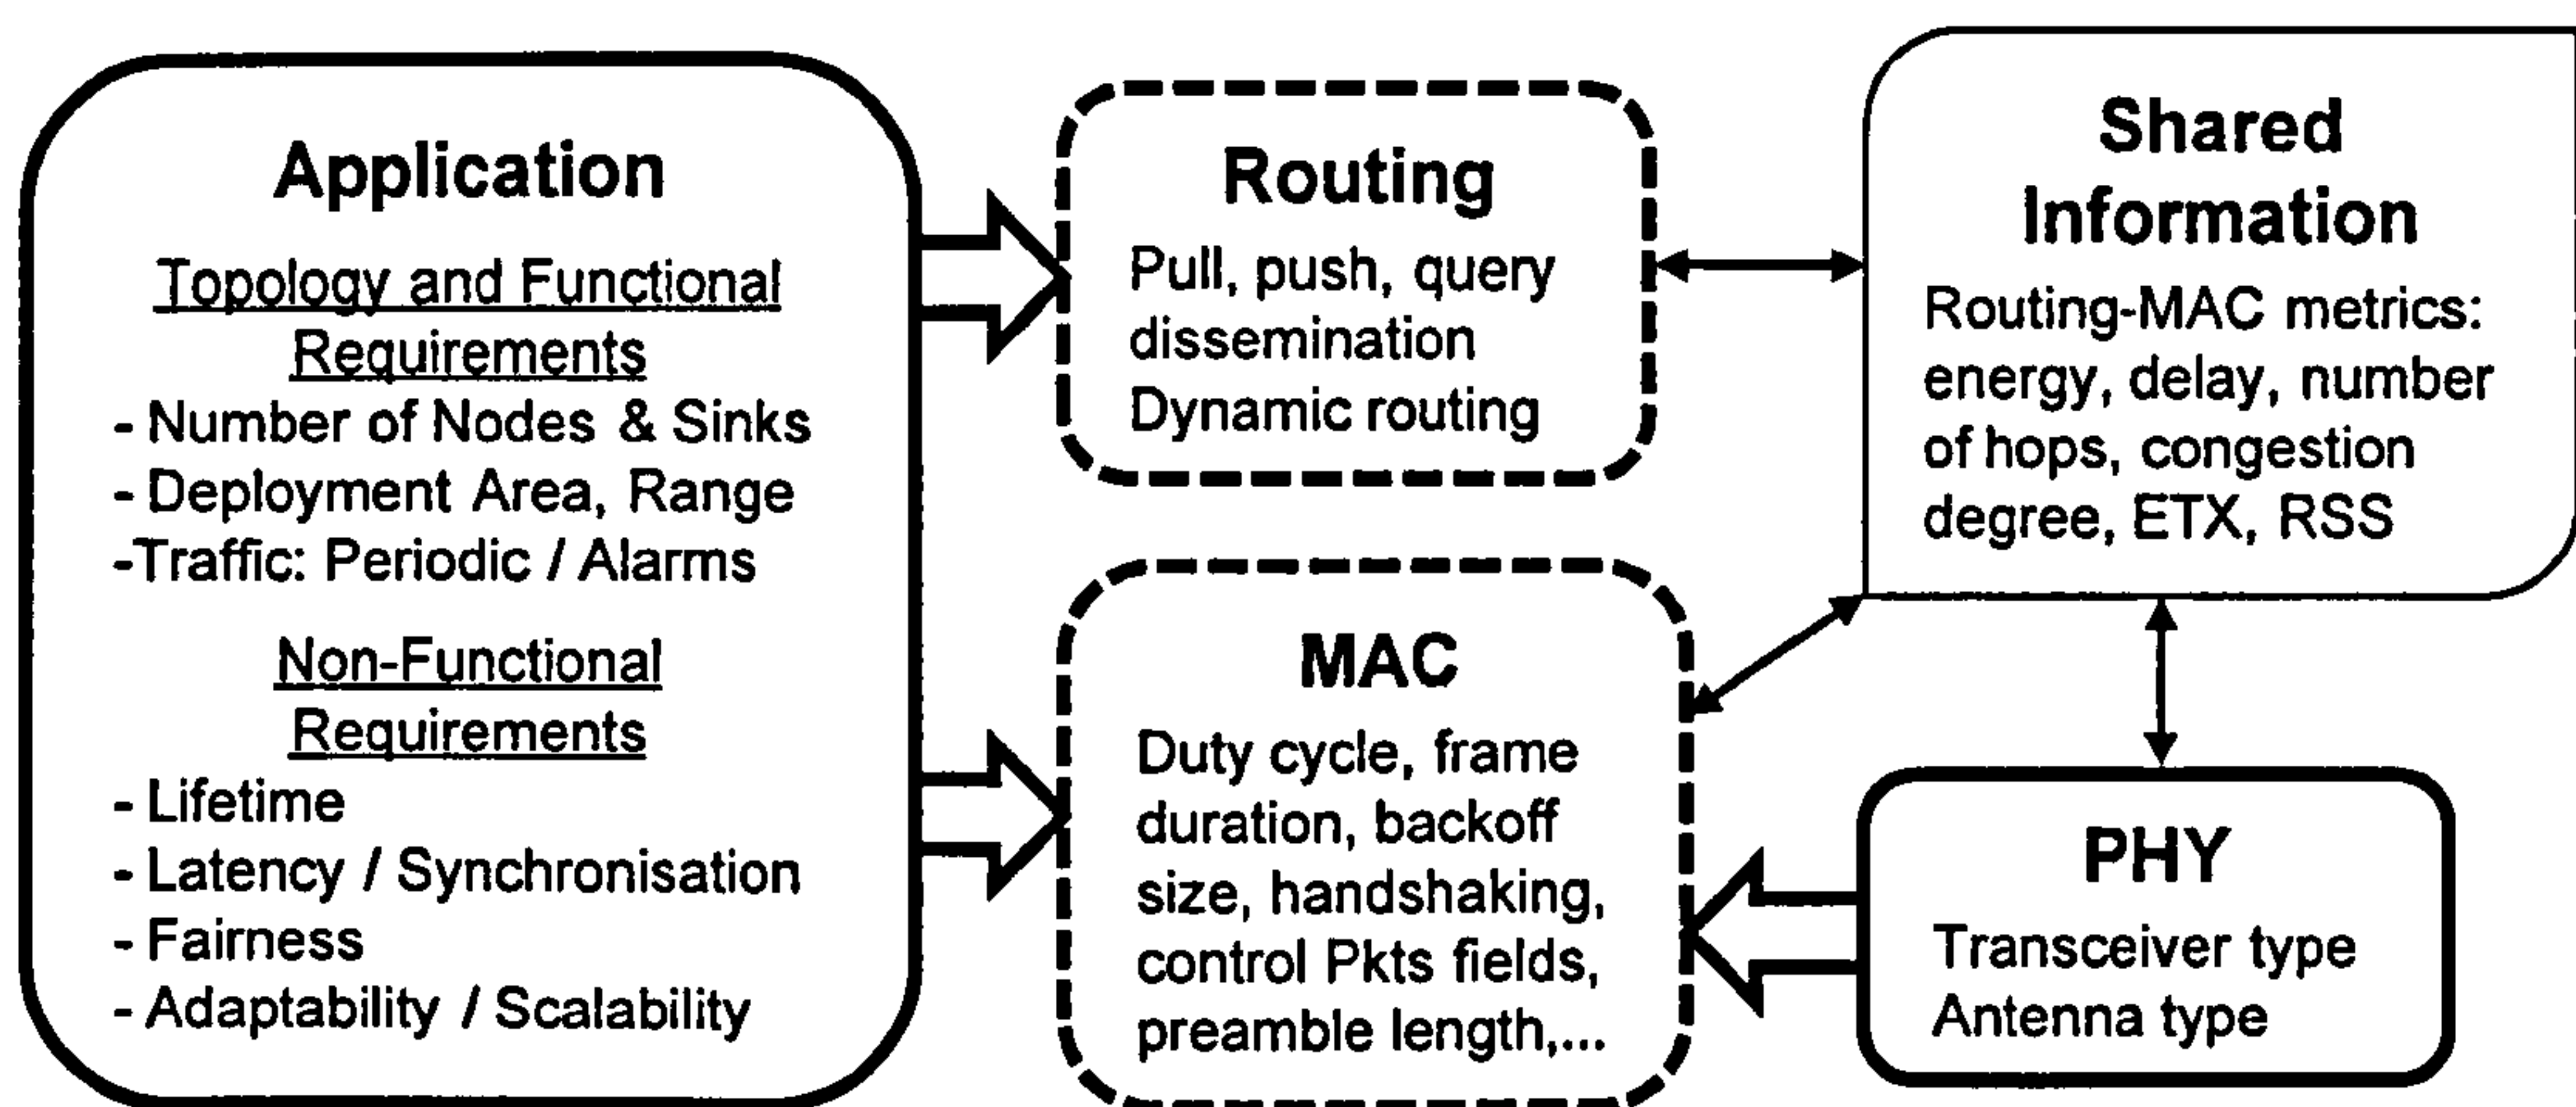 Application
Topology and Functional
Requirements
- Number of Nodes & Sinks
- Deployment Area, Range
-Traffic: Periodic / Alarms
Non-Functional
Requirements
- Lifetime
- Latency / Synchronisation
- Fairness
- Adaptability / Scalability
Routing
Pull, push, query
dissemination
Dynamic routing
MAC
Duty cycle, frame
duration, backoff
size, handshaking,
control Pkts fields,
preamble length,...
Shared
Information
Routing-MAC metrics:
energy, delay, number
of hops, congestion
degree, ETX, RSS
PHY
Transceiver type
Antenna type